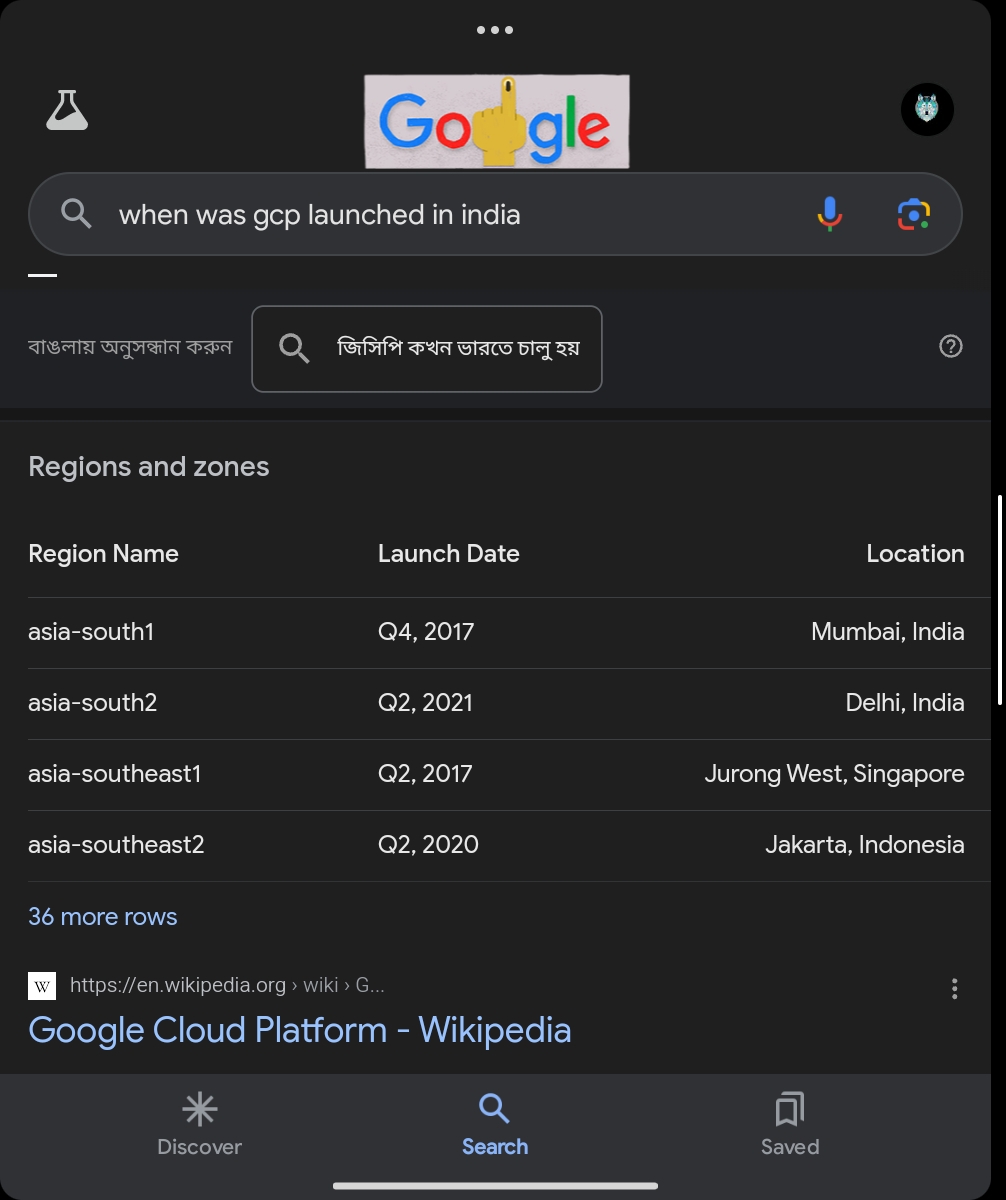 Google
when was gcp launched in india
বাঙলায় অনুসন্ধান করুন
জিসিপি কখন ভারতে চালু হয়
Regions and zones
Region Name Launch Date Location
asia-south1 Q4, 2017 Mumbai, India
asia-south2 Q2, 2021 Delhi, India
asia-southeast1 Q2, 2017 Jurong West, Singapore
asia-southeast2 Q2, 2020 Jakarta, Indonesia
36 more rows
W https://en.wikipedia.org › wiki › G...
Google Cloud Platform - Wikipedia
Discover Search Saved